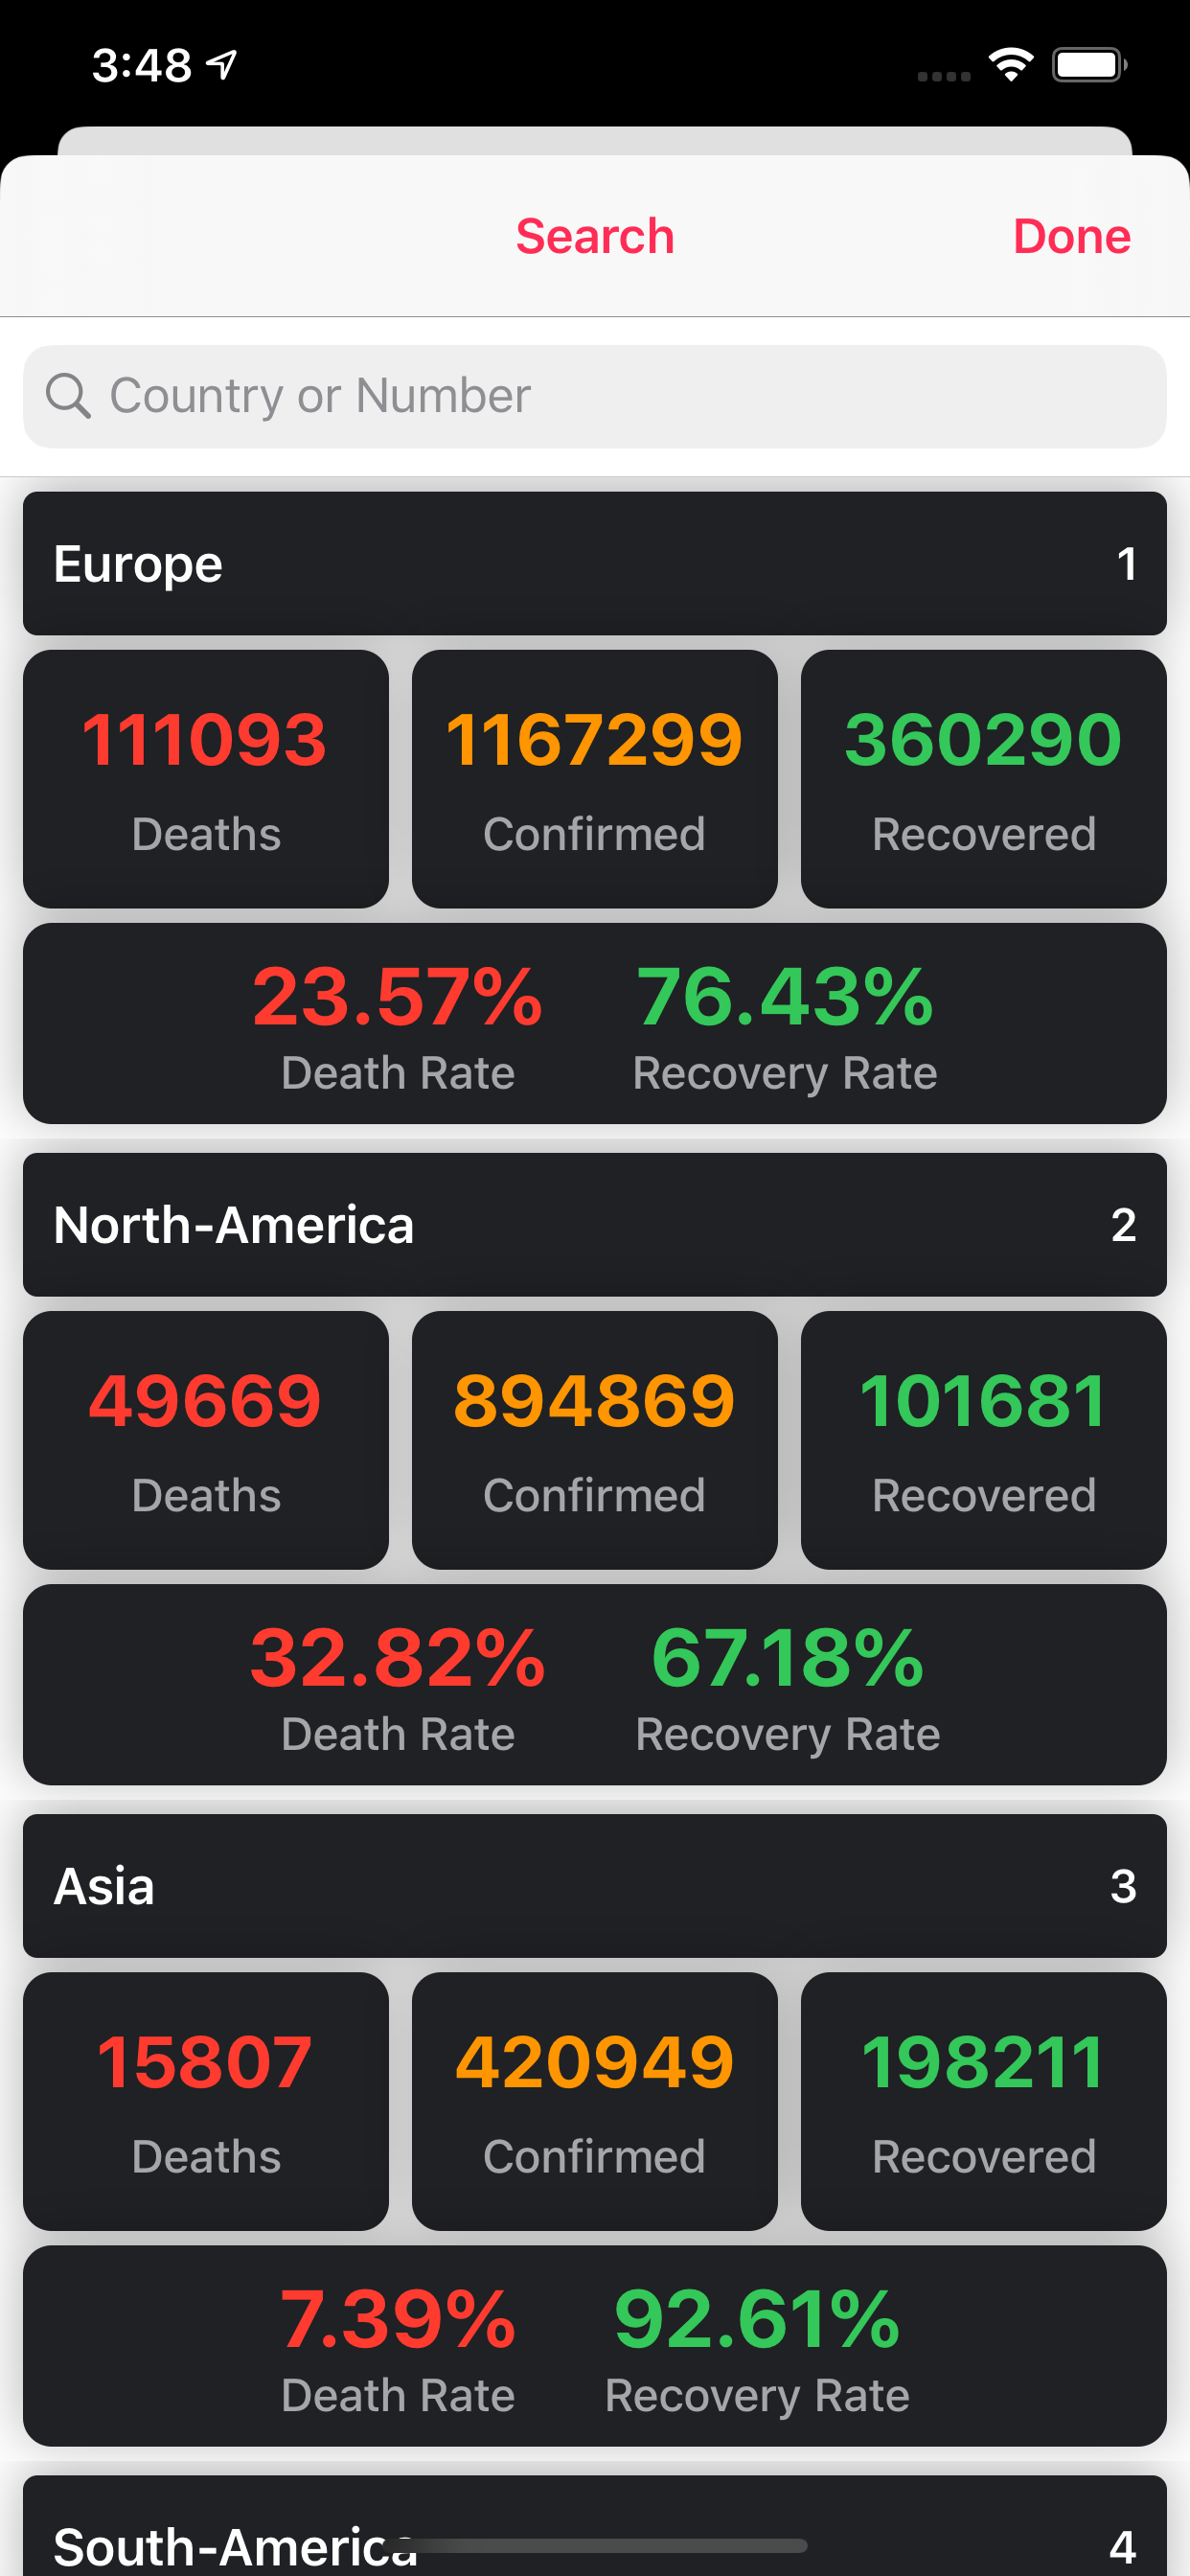 3:48
Search Done
Country or Number
Europe 1
111093 1167299 360290
Deaths Confirmed Recovered
23.57% 76.43%
Death Rate Recovery Rate
North-America 2
49669 894869 101681
Deaths Confirmed Recovered
32.82% 67.18%
Death Rate Recovery Rate
Asia 3
15807 420949 198211
Deaths Confirmed Recovered
7.39% 92.61%
Death Rate Recovery Rate
South-America 4